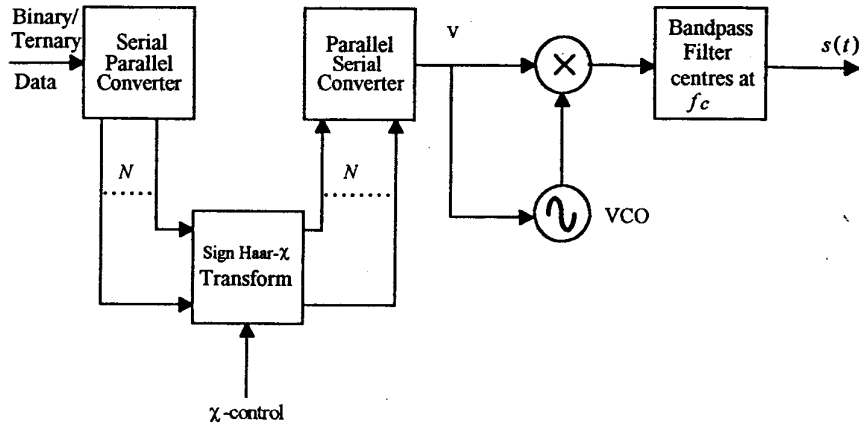 Binary/
Ternary
Data
Serial
Parallel
Converter
Parallel
Serial
Converter
V
Bandpass
Filter
centres at
fc
s(t)
N
N
VCO
Sign Haar-χ
Transform
χ-control